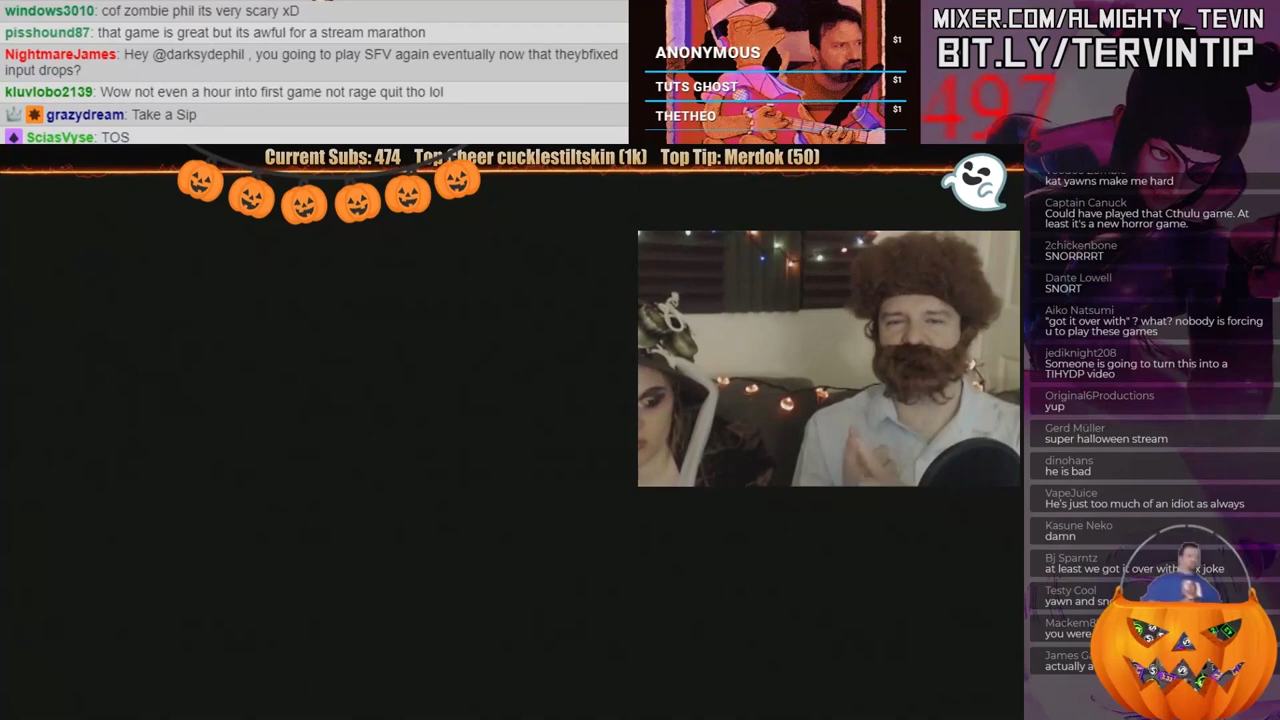 windows3010: cof zombie phil its very scary xD
pisshound87: that game is great but its awful for a stream marathon
NightmareJames: Hey @darksydephil , you going to play SFV again eventually now that theybfixed
input drops?
kluvlobo2139: Wow not even a hour into first game not rage quit tho lol
grazydream: Take a Sip
SciasVyse: TOS
ANONYMOUS
$1
TUTS GHOST
$1
THETHEO
$1
MIXER.COM/ALMIGHTY_TEVIN
BIT.LY/TERVINTIP
497
Current Subs: 474 Top Cheer cucklestiltskin (1k) Top Tip: Merdok (50)
kat yawns make me hard
Captain Canuck
Could have played that Cthulu game. At
least it's a new horror game.
2chickenbone
SNORRRRT
Dante Lowell
SNORT
Aiko Natsumi
"got it over with" ? what? nobody is forcing
u to play these games
jediknight208
Someone is going to turn this into a
TIHYDP video
Original6Productions
yup
Gerd Müller
super halloween stream
dinohans
he is bad
VapeJuice
He's just too much of an idiot as always
Kasune Neko
damn
Bj Sparntz
at least we got it over with joke
Testy Cool
yawn and
you were
James
actually